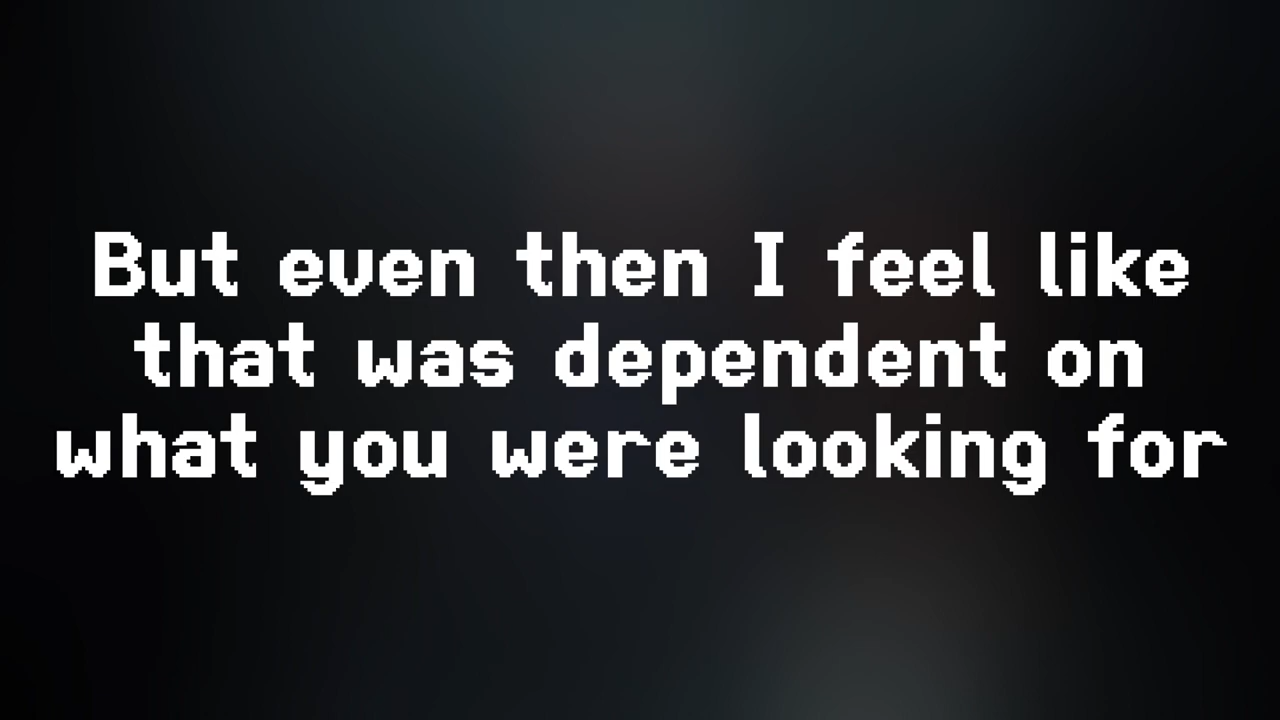 But even then I feel like
that was dependent on
what you were looking for